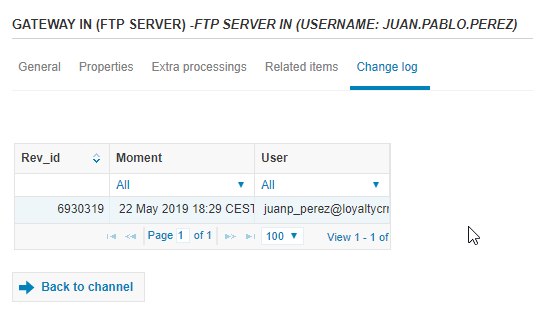 GATEWAY IN (FTP SERVER) -FTP SERVER IN (USERNAME: JUAN.PABLO.PEREZ)
General Properties Extra processings Related items Change log
Rev_id Moment User
All All
6930319 22 May 2019 18:29 CEST juanp_perez@loyaltycr
Page 1 of 1 100 View 1 - 1 of
Back to channel